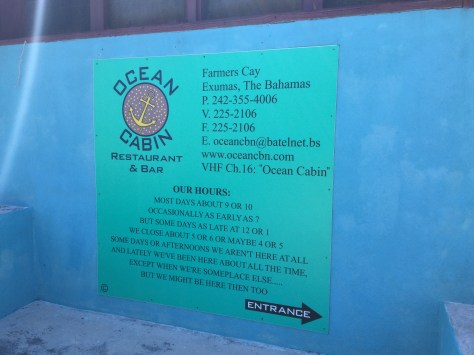 OCEAN
CABIN
RESTAURANT
& BAR
Farmers Cay
Exumas, The Bahamas
P. 242-355-4006
V. 225-2106
F. 225-2106
E. oceancbn@batelnet.bs
www.oceancbn.com
VHF Ch.16: "Ocean Cabin"
OUR HOURS:
MOST DAYS ABOUT 9 OR 10
OCCASIONALLY AS EARLY AS 7
BUT SOME DAYS AS LATE AT 12 OR 1
WE CLOSE ABOUT 5 OR 6 OR MAYBE 4 OR 5
SOME DAYS OR AFTERNOONS WE AREN'T HERE AT ALL
AND LATELY WE'VE BEEN HERE ABOUT ALL THE TIME,
EXCEPT WHEN WE'RE SOMEPLACE ELSE.....
BUT WE MIGHT BE HERE THEN TOO
©
ENTRANCE